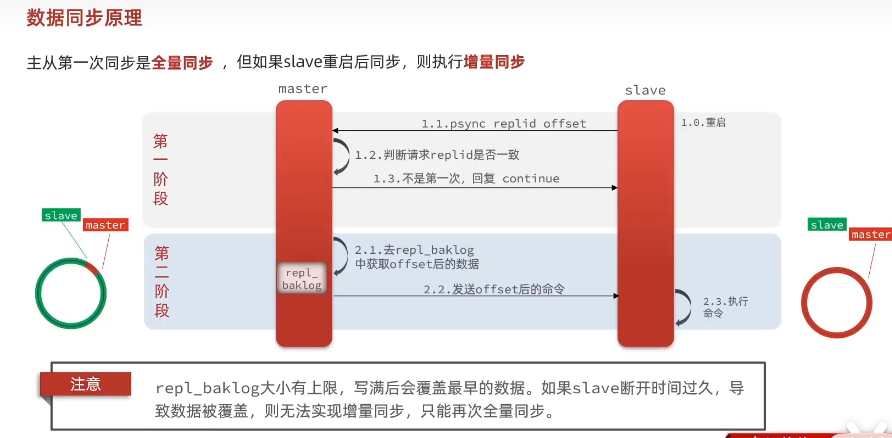 数据同步原理
主从第一次同步是全量同步 ，但如果slave重启后同步，则执行增量同步
master
slave
第一阶段
1.0.重启
1.1.psync replid offset
1.2.判断请求replid是否一致
1.3.不是第一次，回复 continue
第二阶段
2.1.去repl_baklog
中获取offset后的数据
repl_
baklog
2.2.发送offset后的命令
2.3.执行
命令
slave
master
slave
master
注意
repl_baklog大小有上限，写满后会覆盖最早的数据。如果slave断开时间过久，导
致数据被覆盖，则无法实现增量同步，只能再次全量同步。